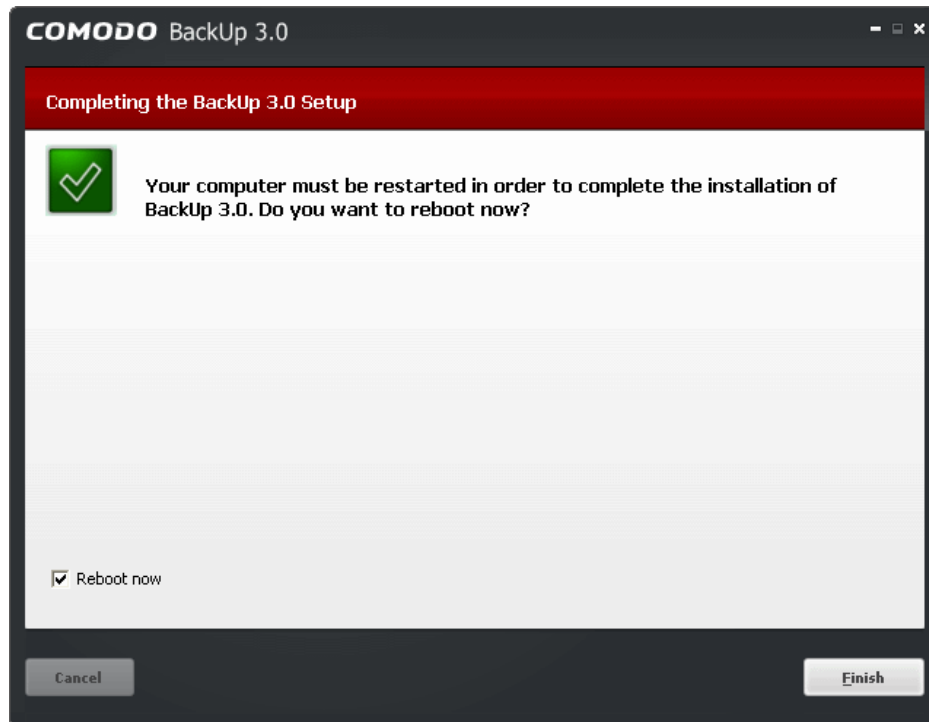 COMODO BackUp 3.0
Completing the BackUp 3.0 Setup
Your computer must be restarted in order to complete the installation of
BackUp 3.0. Do you want to reboot now?
Reboot now
Cancel
Finish